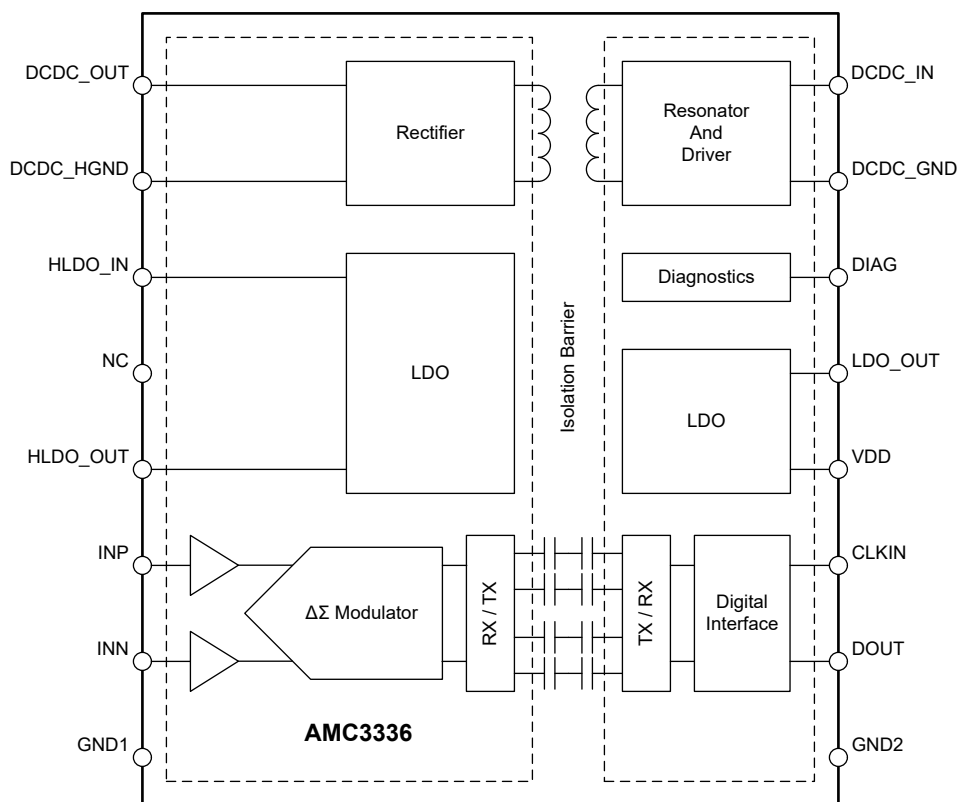 DCDC_OUT
DCDC_IN
Rectifier
Resonator
And
Driver
DCDC_HGND
DCDC_GND
HLDO_IN
Diagnostics
DIAG
Isolation Barrier
NC
LDO
LDO_OUT
LDO
HLDO_OUT
VDD
INP
CLKIN
ΔΣ Modulator
RX / TX
TX / RX
Digital
Interface
INN
DOUT
AMC3336
GND1
GND2